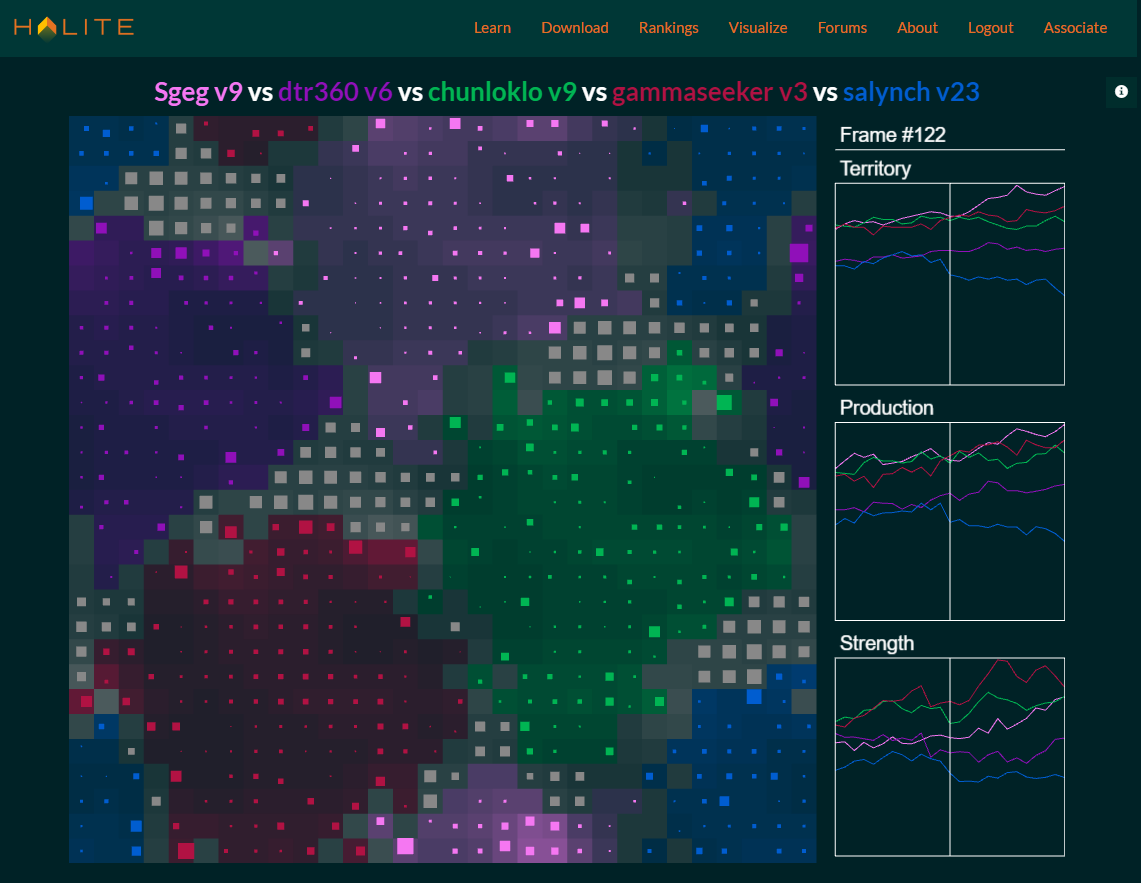 HALITE
Learn Download Rankings Visualize Forums About Logout Associate
Sgeg v9 vs dtr360 v6 vs chunloklo v9 vs gammaseeker v3 vs salynch v23
Frame #122
Territory
Production
Strength